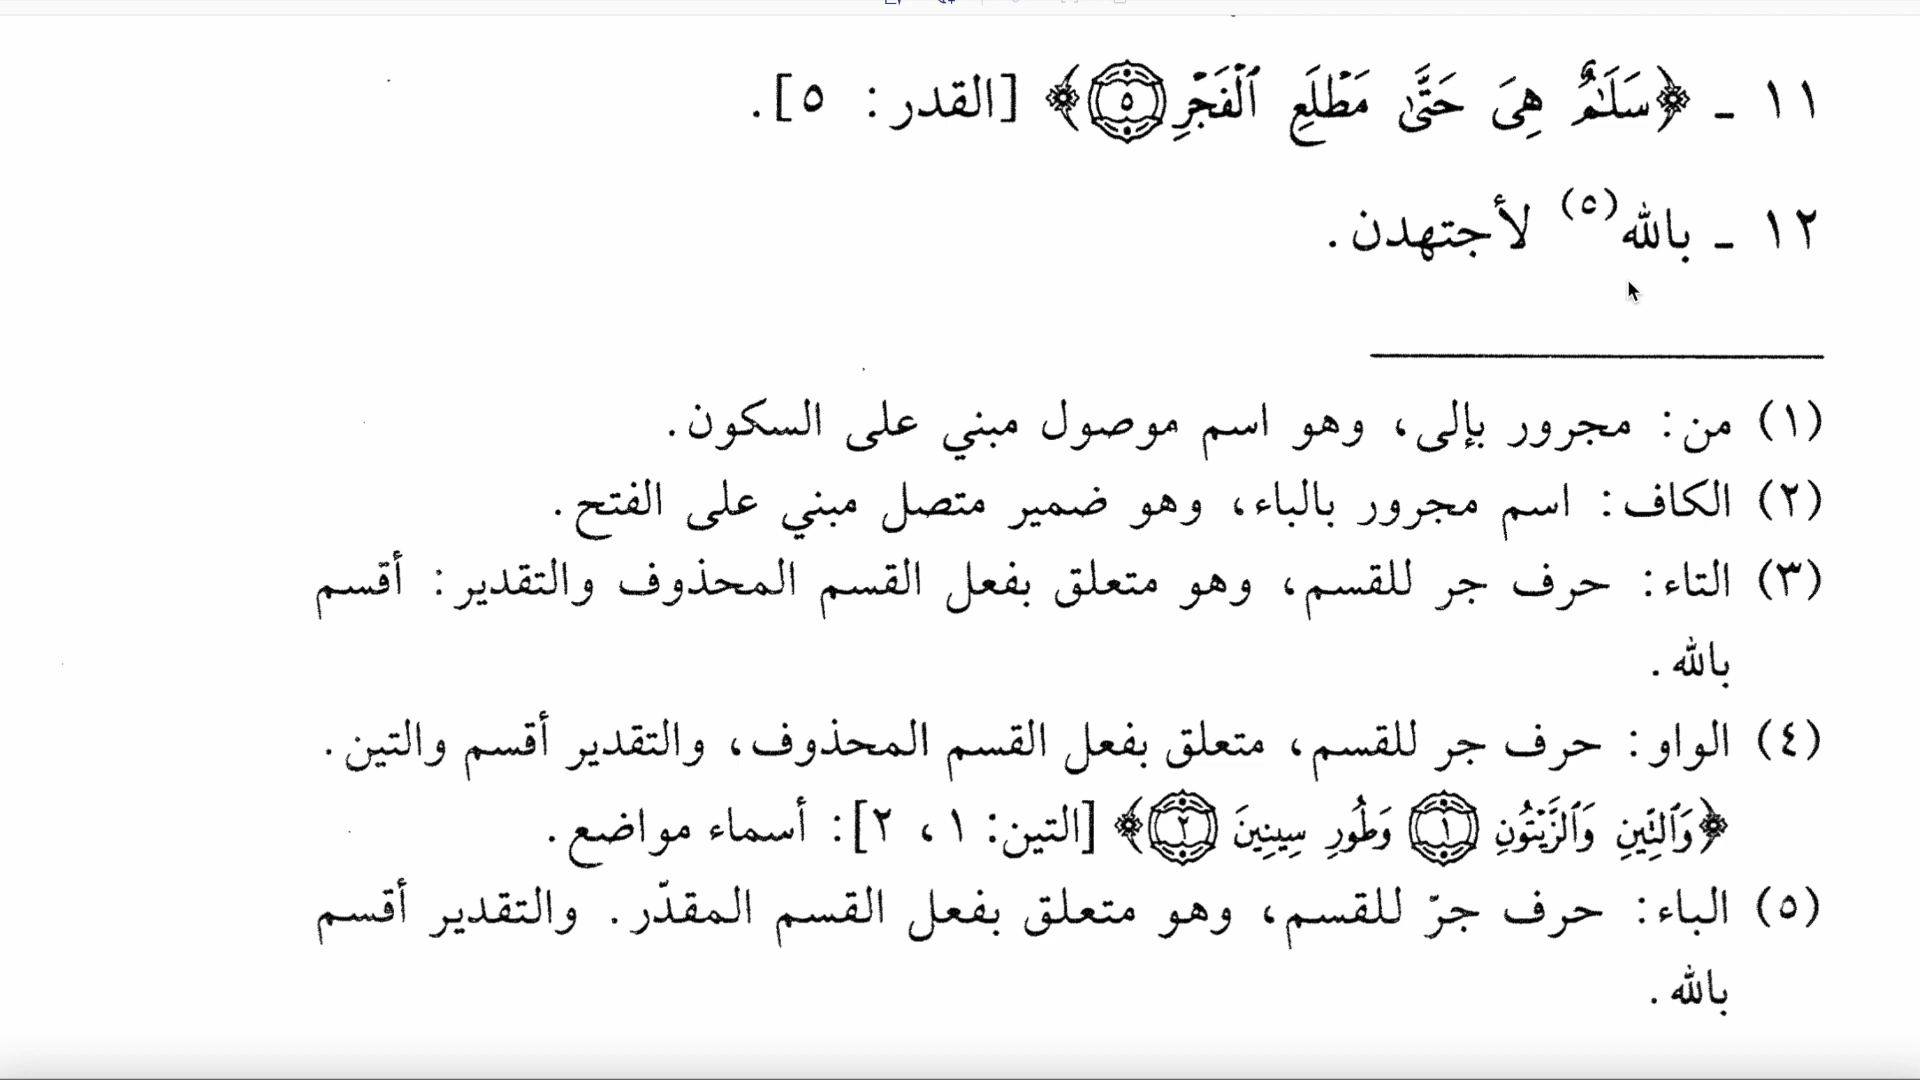 ١١ ـ ﴿سَلَـٰمٌ هِىَ حَتَّىٰ مَطْلَعِ ٱلْفَجْرِ ٥﴾ [القدر: ٥].
١٢ ـ بالله(٥) لأجتهدن.
(١) من: مجرور بإلى، وهو اسم موصول مبني على السكون.
(٢) الكاف: اسم مجرور بالباء، وهو ضمير متصل مبني على الفتح.
(٣) التاء: حرف جر للقسم، وهو متعلق بفعل القسم المحذوف والتقدير: أقسم
بالله.
(٤) الواو: حرف جر للقسم، متعلق بفعل القسم المحذوف، والتقدير أقسم والتين.
﴿وَٱلتِّينِ وَٱلزَّيْتُونِ ١ وَطُورِ سِينِينَ ٢﴾ [التين: ١، ٢]: أسماء مواضع.
(٥) الباء: حرف جرّ للقسم، وهو متعلق بفعل القسم المقدّر. والتقدير أقسم
بالله.